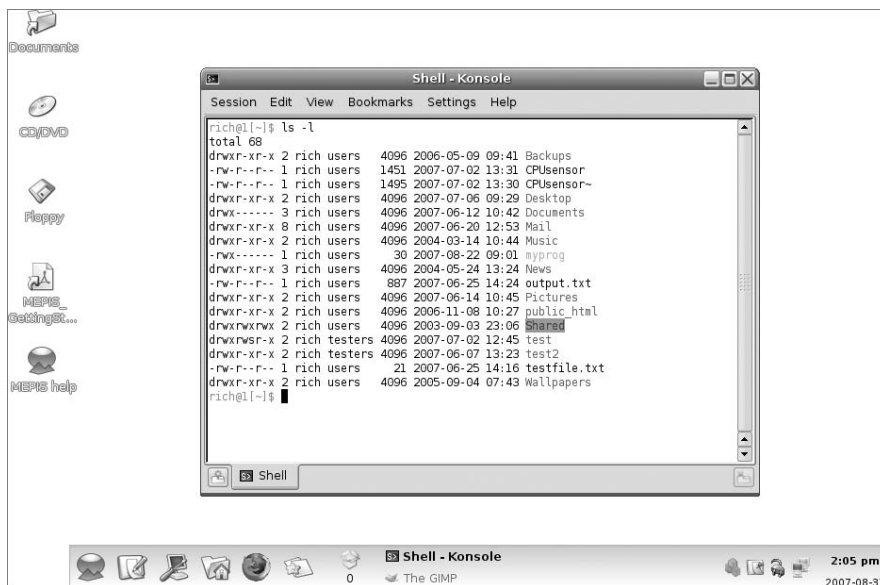 Documents
CD/DVD
Floppy
MEPIS_
GettingSt...
MEPIS help
Shell - Konsole
Session Edit View Bookmarks Settings Help
rich@1[~]$ ls -l
total 68
drwxr-xr-x 2 rich users 4096 2006-05-09 09:41 Backups
-rw-r--r-- 1 rich users 1451 2007-07-02 13:31 CPUsensor
-rw-r--r-- 1 rich users 1495 2007-07-02 13:30 CPUsensor~
drwxr-xr-x 2 rich users 4096 2007-07-06 09:29 Desktop
drwx------ 3 rich users 4096 2007-06-12 10:42 Documents
drwxr-xr-x 8 rich users 4096 2007-06-20 12:53 Mail
drwxr-xr-x 2 rich users 4096 2004-03-14 10:44 Music
-rwx------ 1 rich users 30 2007-08-22 09:01 myprog
drwxr-xr-x 3 rich users 4096 2004-05-24 13:24 News
-rw-r--r-- 1 rich users 887 2007-06-25 14:24 output.txt
drwxr-xr-x 2 rich users 4096 2007-06-14 10:45 Pictures
drwxr-xr-x 2 rich users 4096 2006-11-08 10:27 public_html
drwxrwxrwx 2 rich users 4096 2003-09-03 23:06 Shared
drwxrwsr-x 2 rich testers 4096 2007-07-02 12:45 test
drwxr-xr-x 2 rich testers 4096 2007-06-07 13:23 test2
-rw-r--r-- 1 rich users 21 2007-06-25 14:16 testfile.txt
drwxr-xr-x 2 rich users 4096 2005-09-04 07:43 Wallpapers
rich@1[~]$
Shell
0
Shell - Konsole
The GIMP
2:05 pm